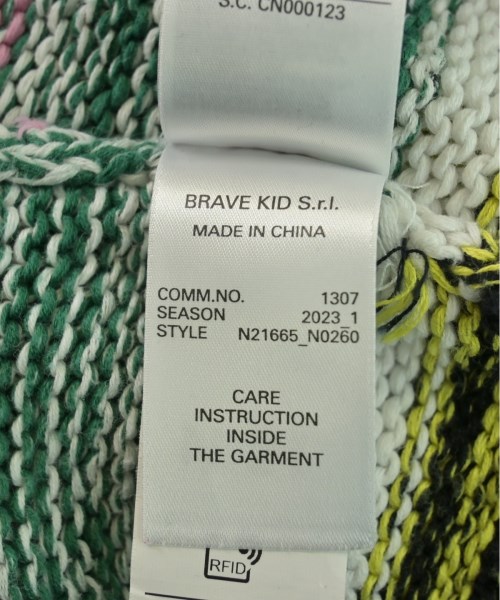 S.C. CN000123
BRAVE KID S.r.l.
MADE IN CHINA
COMM.NO. 1307
SEASON 2023_1
STYLE N21665_N0260
CARE
INSTRUCTION
INSIDE
THE GARMENT
RFID